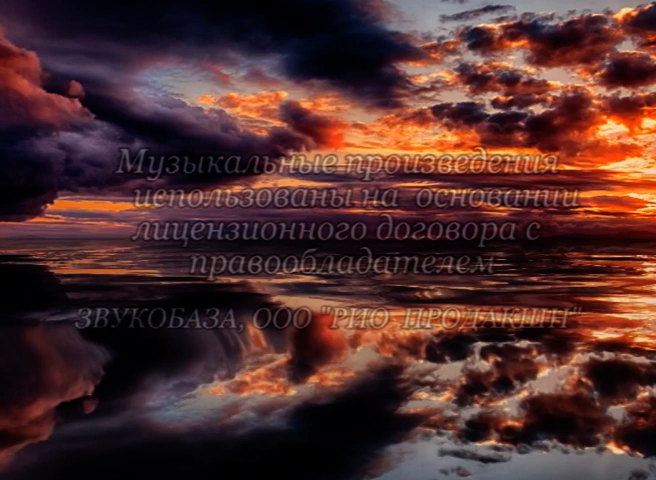 Музыкальные произведения
использованы на основании
лицензионного договора с
правообладателем
ЗВУКОБАЗА, ООО "РИО ПРОДАКШН"